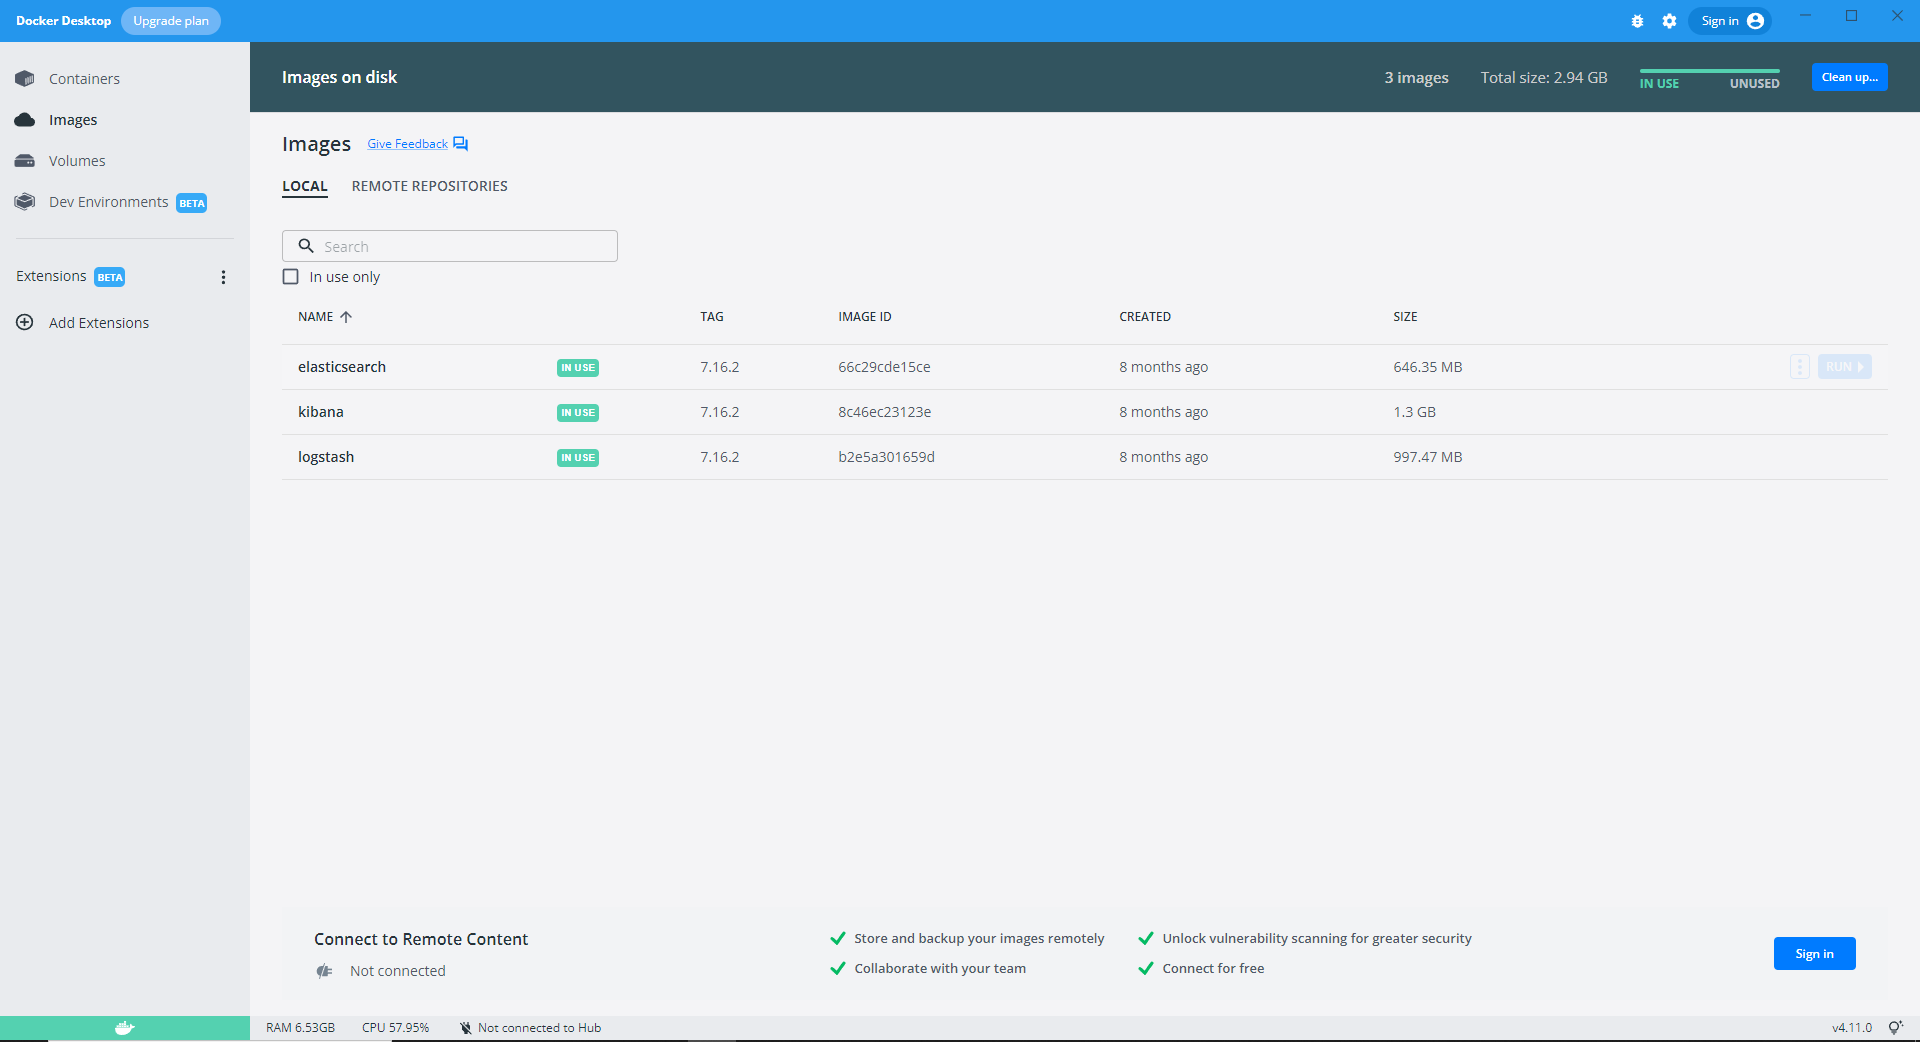 Docker Desktop Upgrade plan Sign in
Containers
Images
Volumes
Dev Environments BETA
Extensions BETA
Add Extensions
Images on disk 3 images Total size: 2.94 GB IN USE UNUSED Clean up...
Images Give Feedback
LOCAL REMOTE REPOSITORIES
Search
In use only
NAME TAG IMAGE ID CREATED SIZE
elasticsearch IN USE 7.16.2 66c29cde15ce 8 months ago 646.35 MB RUN
kibana IN USE 7.16.2 8c46ec23123e 8 months ago 1.3 GB
logstash IN USE 7.16.2 b2e5a301659d 8 months ago 997.47 MB
Connect to Remote Content
Not connected
Store and backup your images remotely Unlock vulnerability scanning for greater security
Collaborate with your team Connect for free
Sign in
RAM 6.53GB CPU 57.95% Not connected to Hub v4.11.0